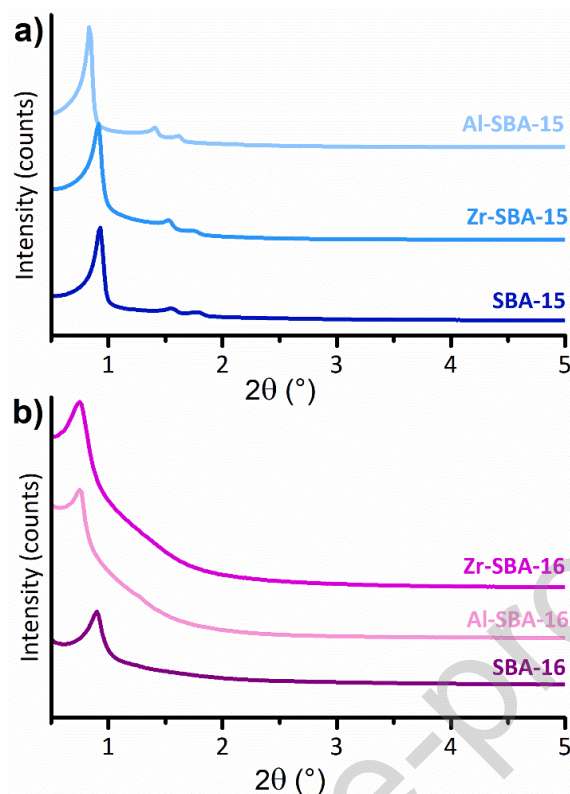 a)
Intensity (counts)
Al-SBA-15
Zr-SBA-15
SBA-15
1 2 3 4 5
2θ (°)
b)
Intensity (counts)
Zr-SBA-16
Al-SBA-16
SBA-16
1 2 3 4 5
2θ (°)
e-pro